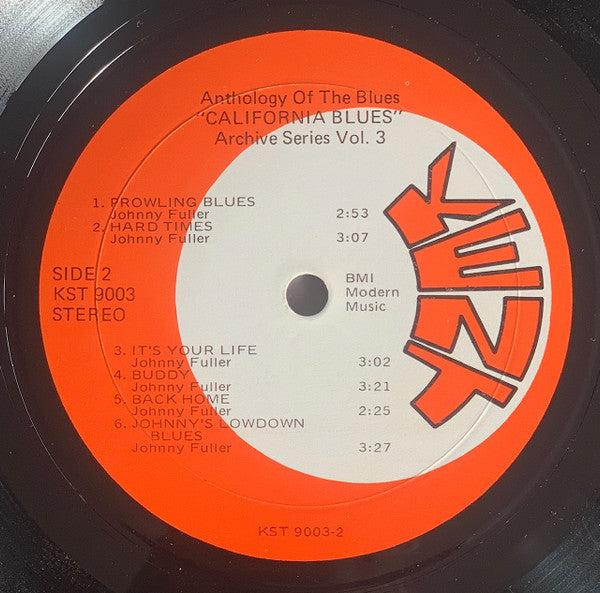 Anthology Of The Blues
"CALIFORNIA BLUES"
Archive Series Vol. 3
1. PROWLING BLUES
Johnny Fuller 2:53
2. HARD TIMES
Johnny Fuller 3:07
SIDE 2
KST 9003
STEREO
BMI
Modern
Music
KENT
3. IT'S YOUR LIFE
Johnny Fuller 3:02
4. BUDDY
Johnny Fuller 3:21
5. BACK HOME
Johnny Fuller 2:25
6. JOHNNY'S LOWDOWN
BLUES
Johnny Fuller 3:27
KST 9003-2